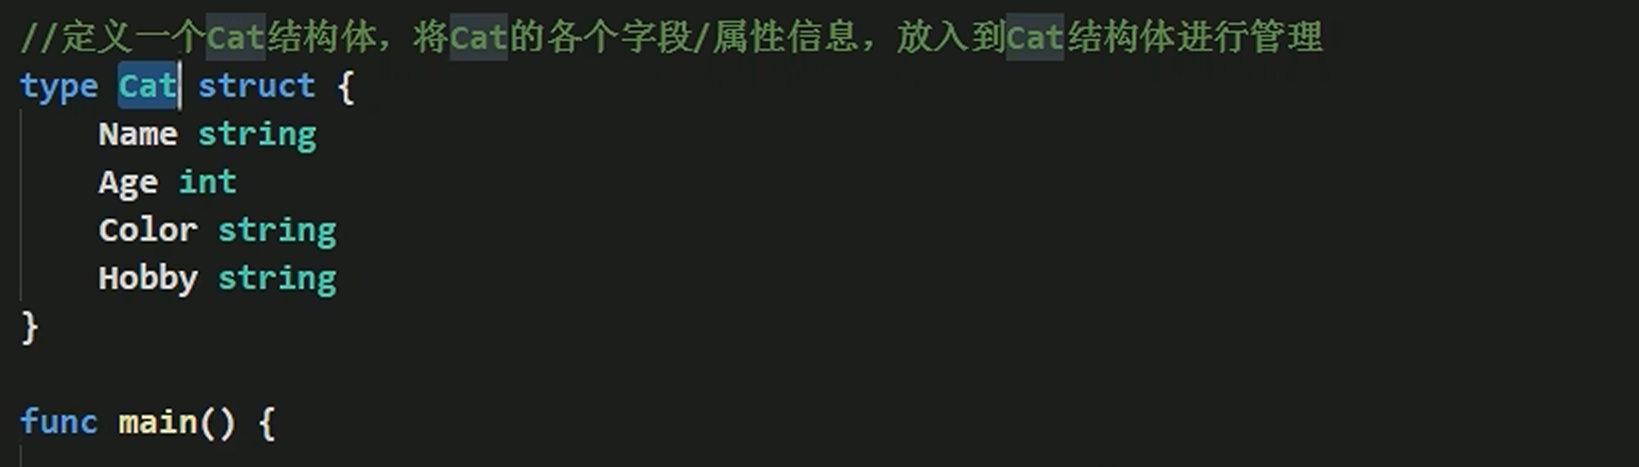 //定义一个Cat结构体，将Cat的各个字段/属性信息，放入到Cat结构体进行管理
type Cat struct {
    Name string
    Age int
    Color string
    Hobby string
}
func main() {